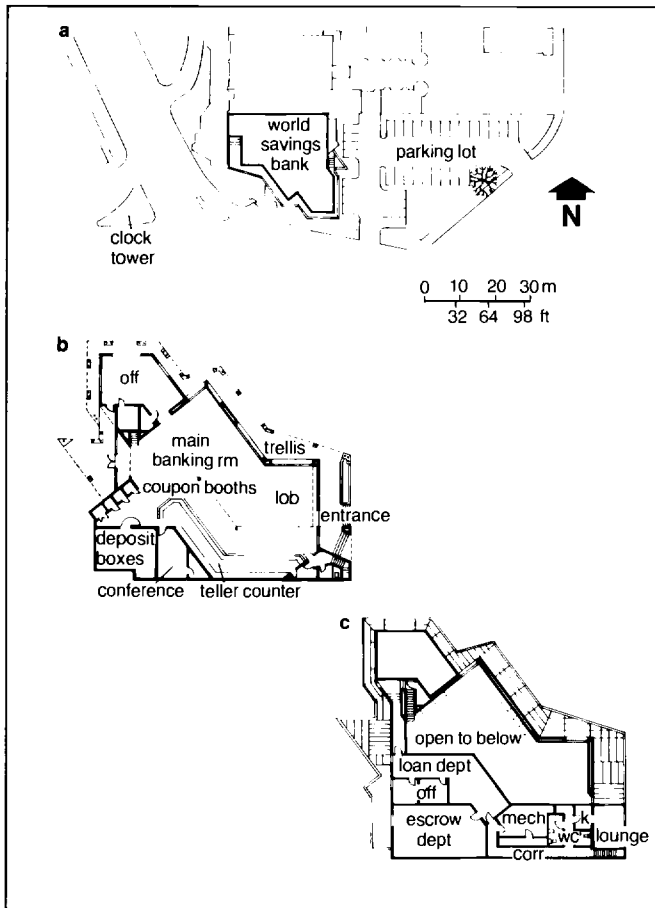 a
world
savings
bank
parking lot
N
clock
tower
0 10 20 30 m
32 64 98 ft
b
off
main
banking rm
trellis
coupon booths
lob
entrance
deposit
boxes
conference
teller counter
c
open to below
loan dept
off
escrow
dept
mech
k
wc
lounge
corr